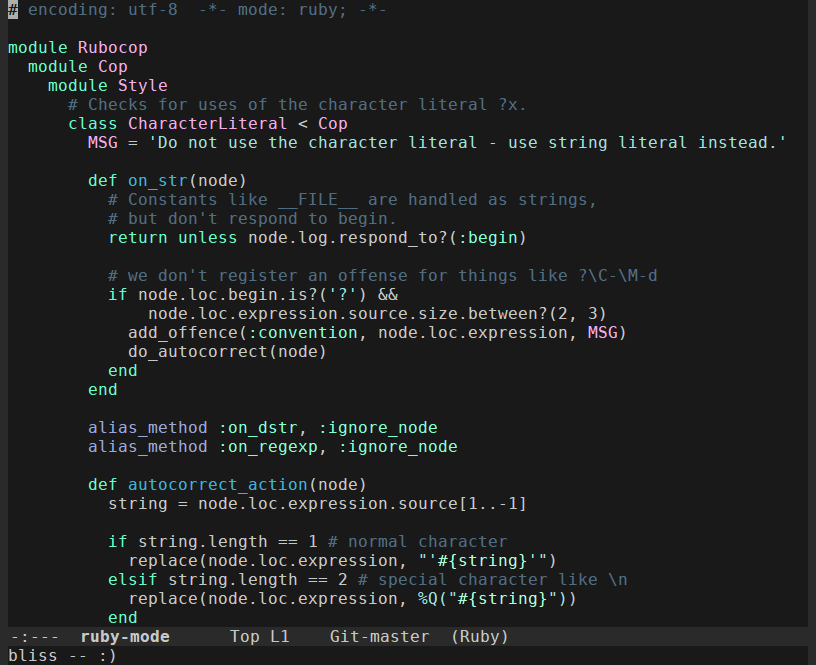 # encoding: utf-8  -*- mode: ruby; -*-

module Rubocop
  module Cop
    module Style
      # Checks for uses of the character literal ?x.
      class CharacterLiteral < Cop
        MSG = 'Do not use the character literal - use string literal instead.'

        def on_str(node)
          # Constants like __FILE__ are handled as strings,
          # but don't respond to begin.
          return unless node.log.respond_to?(:begin)

          # we don't register an offense for things like ?\C-\M-d
          if node.loc.begin.is?('?') &&
              node.loc.expression.source.size.between?(2, 3)
            add_offence(:convention, node.loc.expression, MSG)
            do_autocorrect(node)
          end
        end

        alias_method :on_dstr, :ignore_node
        alias_method :on_regexp, :ignore_node

        def autocorrect_action(node)
          string = node.loc.expression.source[1..-1]

          if string.length == 1 # normal character
            replace(node.loc.expression, "'#{string}'")
          elsif string.length == 2 # special character like \n
            replace(node.loc.expression, %Q("#{string}"))
          end
-:---  ruby-mode      Top L1    Git-master  (Ruby)
bliss -- :)